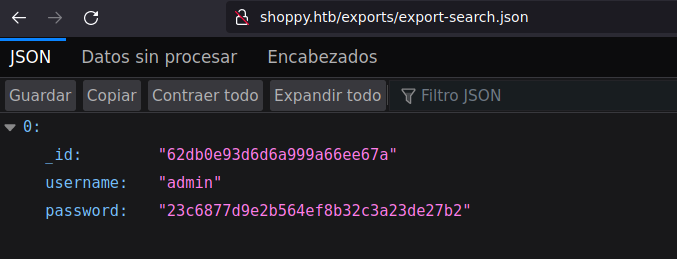 shoppy.htb/exports/export-search.json
JSON Datos sin procesar Encabezados
Guardar Copiar Contraer todo Expandir todo Filtro JSON
0:
_id: "62db0e93d6d6a999a66ee67a"
username: "admin"
password: "23c6877d9e2b564ef8b32c3a23de27b2"